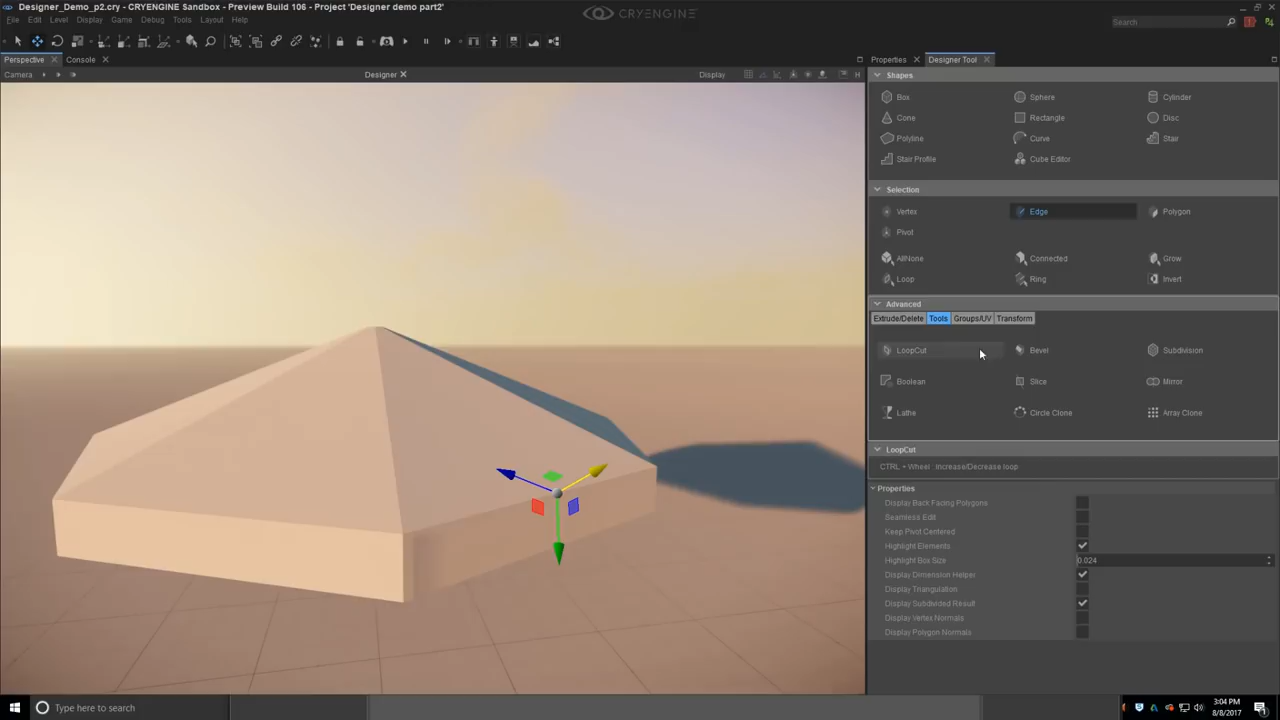 Designer_Demo_p2.cry - CRYENGINE Sandbox - Preview Build 106 - Project 'Designer demo part2'
CRYENGINE
File Edit Level Display Game Debug Tools Layout Help
Search
Perspective Console
Properties Designer Tool
Camera Designer Display
Shapes
Box Sphere Cylinder
Cone Rectangle Disc
Polyline Curve Stair
Stair Profile Cube Editor
Selection
Vertex Edge Polygon
Pivot
AllNone Connected Grow
Loop Ring Invert
Advanced
Extrude/Delete Tools Groups/UV Transform
LoopCut Bevel Subdivision
Boolean Slice Mirror
Lathe Circle Clone Array Clone
LoopCut
CTRL + Wheel : Increase/Decrease loop
Properties
Display Back Facing Polygons
Seamless Edit
Keep Pivot Centered
Highlight Elements
Highlight Box Size 0.024
Display Dimension Helper
Display Triangulation
Display Subdivided Result
Display Vertex Normals
Display Polygon Normals
Type here to search
3:04 PM
8/8/2017